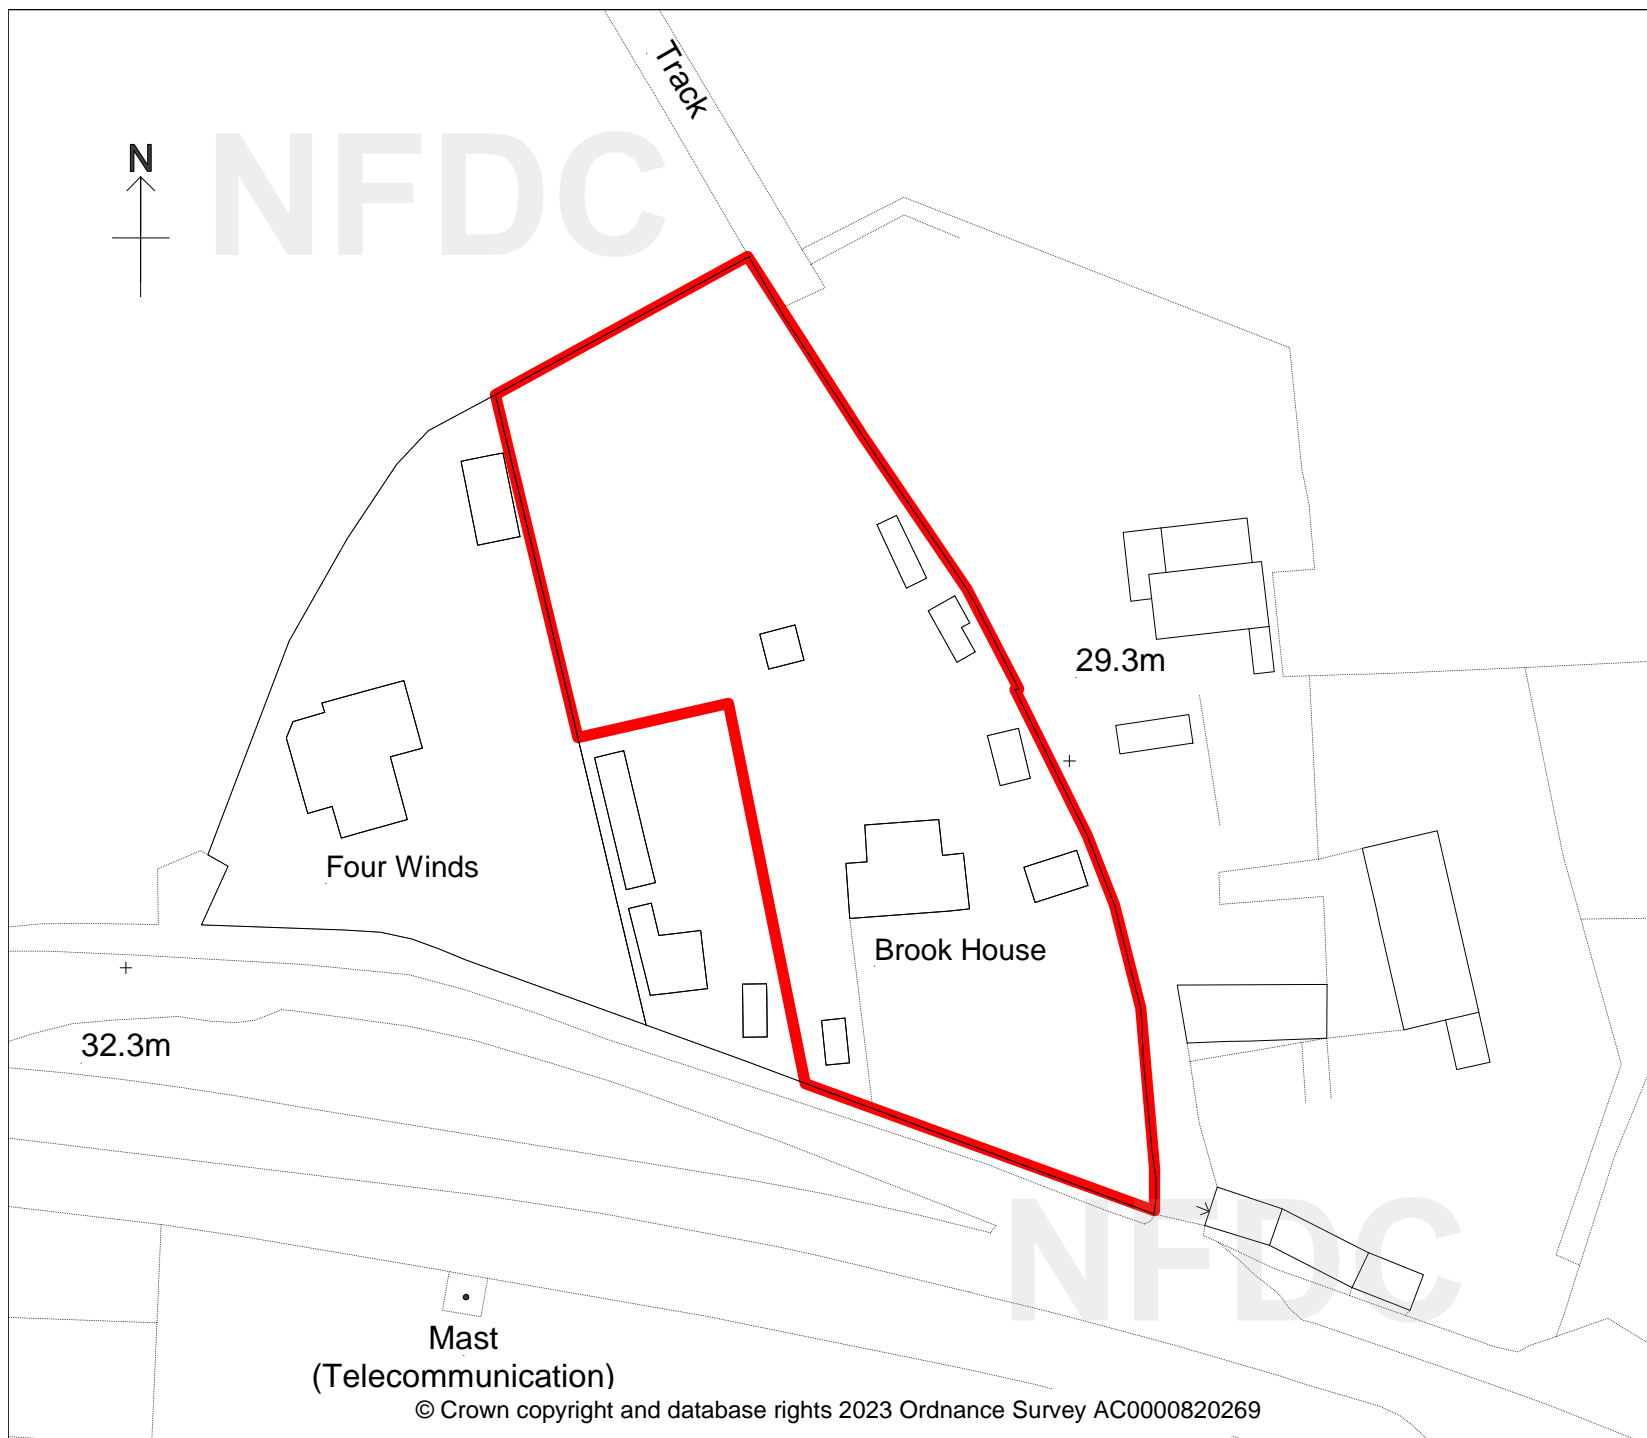 Track
N
NFDC
29.3m
Four Winds
Brook House
32.3m
NFDC
Mast
(Telecommunication)
© Crown copyright and database rights 2023 Ordnance Survey AC0000820269